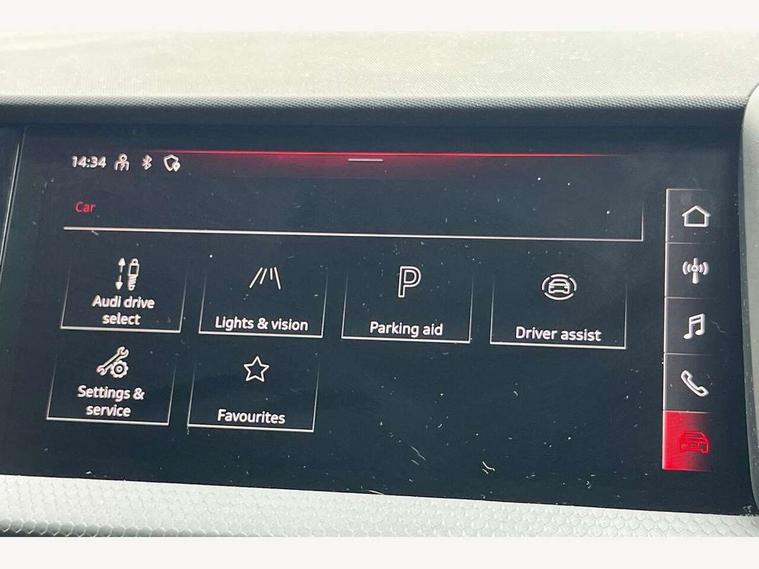 14:34
Car
Audi drive
select
Lights & vision
P
Parking aid
Driver assist
Settings &
service
Favourites